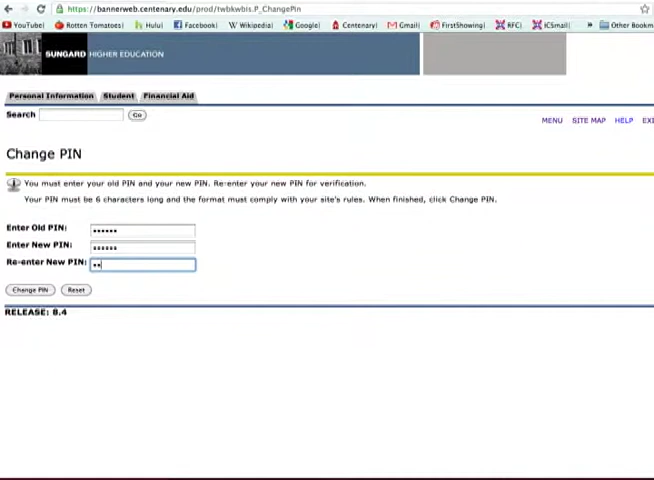 https://bannerweb.centenary.edu/prod/twbkwbis.P_ChangePin
YouTube! Rotten Tomatoes! Hulu! Facebook! Wikipedia! Google! Centenary! Gmail! FirstShowing! RFC! ICSmail! » Other Bookm
SUNGARD HIGHER EDUCATION
Personal Information Student Financial Aid
Search Go
MENU SITE MAP HELP EXI
Change PIN
You must enter your old PIN and your new PIN. Re-enter your new PIN for verification.
Your PIN must be 6 characters long and the format must comply with your site's rules. When finished, click Change PIN.
Enter Old PIN: ••••••
Enter New PIN: ••••••
Re-enter New PIN: ••
Change PIN Reset
RELEASE: 8.4